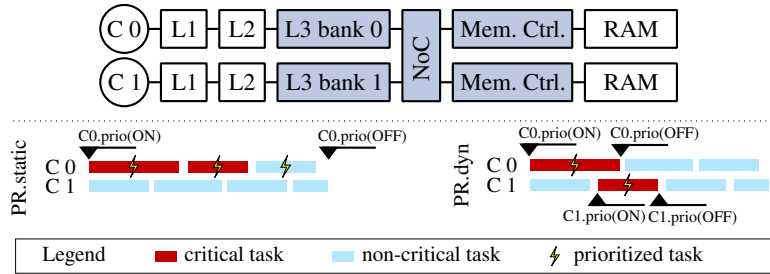 C 0 L1 L2 L3 bank 0 NoC Mem. Ctrl. RAM
C 1 L1 L2 L3 bank 1 Mem. Ctrl. RAM
PR.static
C0.prio(ON) C0.prio(OFF)
C 0
C 1
PR.dyn
C0.prio(ON) C0.prio(OFF)
C 0
C 1
C1.prio(ON) C1.prio(OFF)
Legend critical task non-critical task prioritized task